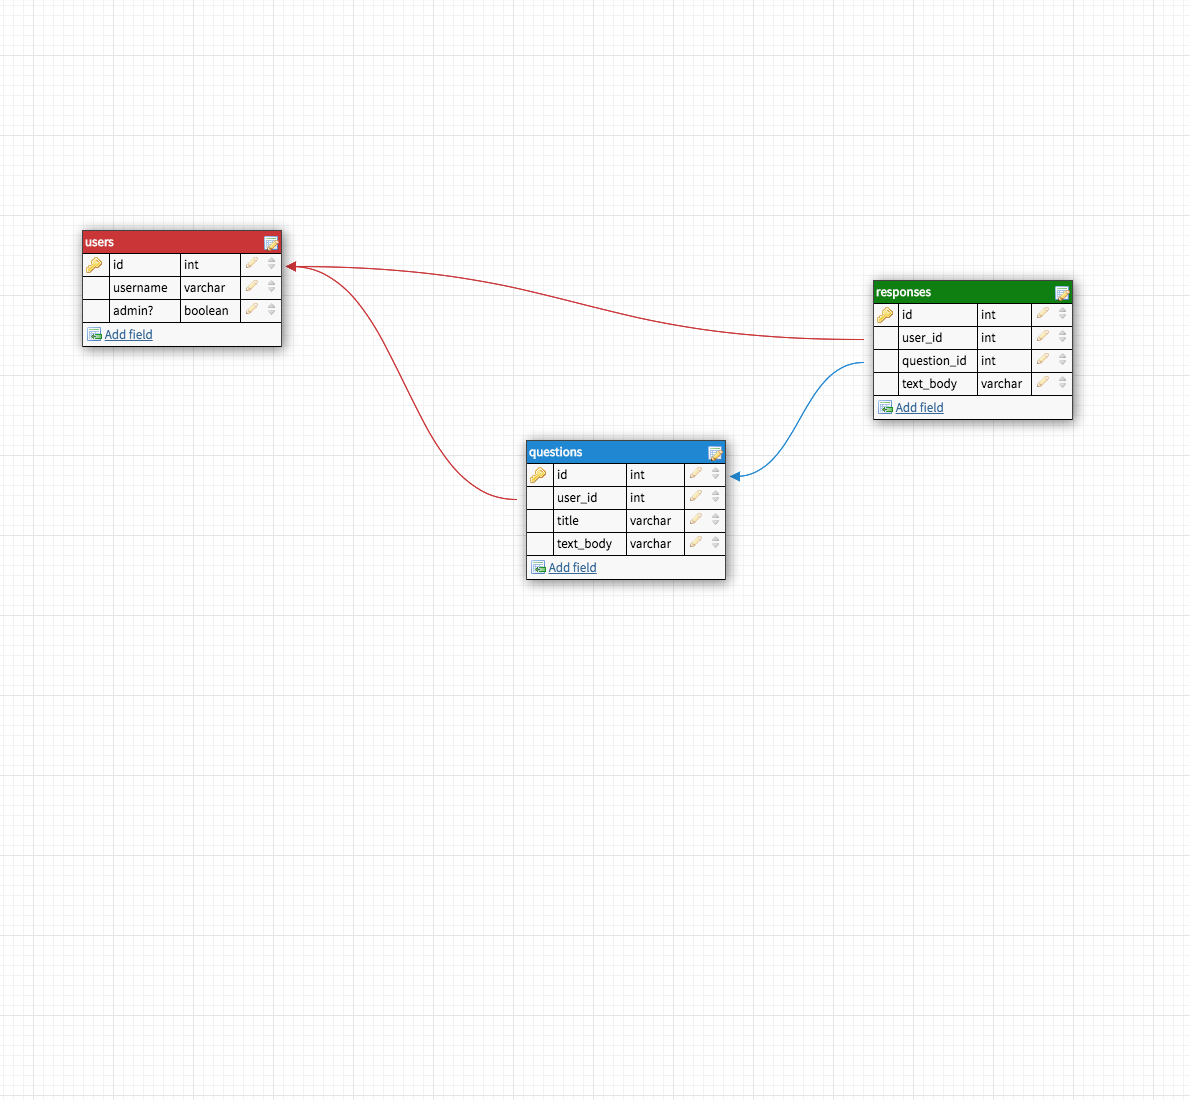 users
id int
username varchar
admin? boolean
Add field
responses
id int
user_id int
question_id int
text_body varchar
Add field
questions
id int
user_id int
title varchar
text_body varchar
Add field